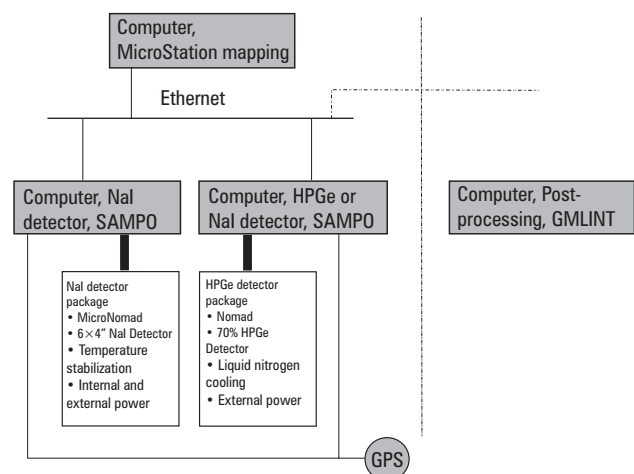 Computer,
MicroStation mapping
Ethernet
Computer, NaI
detector, SAMPO
Computer, HPGe or
NaI detector, SAMPO
Computer, Post-
processing, GMLINT
NaI detector
package
• MicroNomad
• 6×4" NaI Detector
• Temperature
stabilization
• Internal and
external power
HPGe detector
package
• Nomad
• 70% HPGe
Detector
• Liquid nitrogen
cooling
• External power
GPS